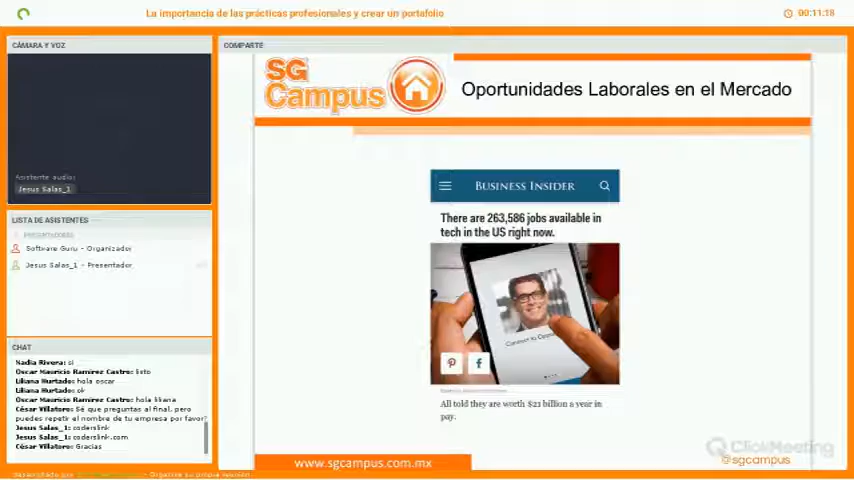 La importancia de las prácticas profesionales y crear un portafolio
00:11:18
CÁMARA Y VOZ
Asistente audio:
Jesus Salas_1
LISTA DE ASISTENTES
PRESENTADORES
Software Guru - Organizador
Jesus Salas_1 - Presentador
CHAT
Nadia Rivera: si
Oscar Mauricio Ramirez Castro: listo
Liliana Hurtado: hola oscar
Liliana Hurtado: ok
Oscar Mauricio Ramirez Castro: hola liliana
César Villatoro: Sé que preguntas al final, pero
puedes repetir el nombre de tu empresa por favor?
Jesus Salas_1: coderslink
Jesus Salas_1: coderslink.com
César Villatoro: Gracias
COMPARTE
SG
Campus
Oportunidades Laborales en el Mercado
BUSINESS INSIDER
There are 263,586 jobs available in
tech in the US right now.
All told they are worth $21 billion a year in
pay.
www.sgcampus.com.mx
ClickMeeting
@sgcampus